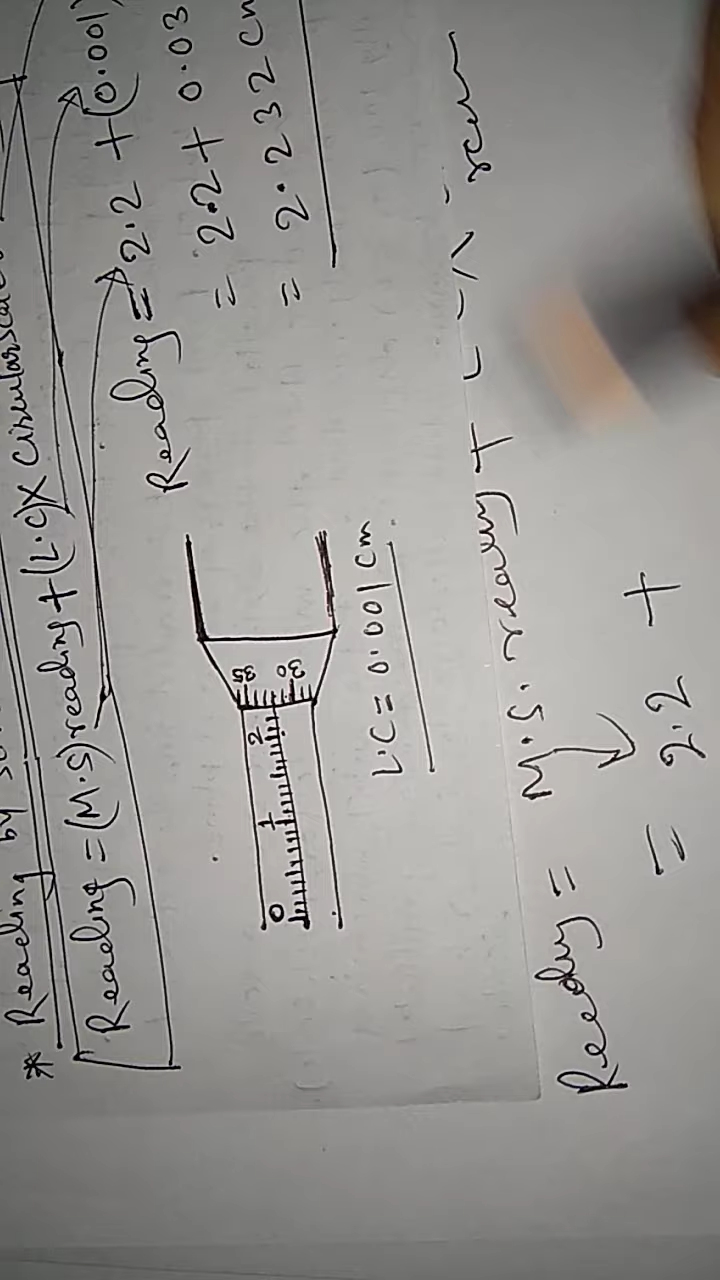 * Reading by
Reading = (M.S) reading + (L.C) X Circular
Reading = 2.2 + (0.001)
= 2.2 + 0.03
= 2.232 cm
0 1 2
35
30
L.C = 0.001 cm
Reading = M.S. reading +
= 2.2 +